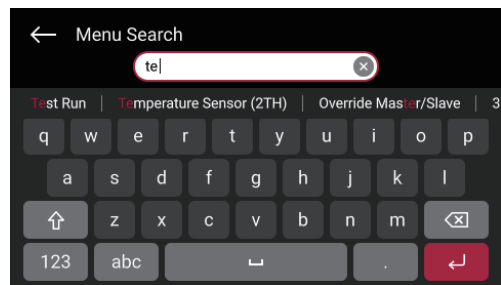 Menu Search
te
Test Run | Temperature Sensor (2TH) | Override Master/Slave | 3
q w e r t y u i o p
a s d f g h j k l
z x c v b n m
123 abc .